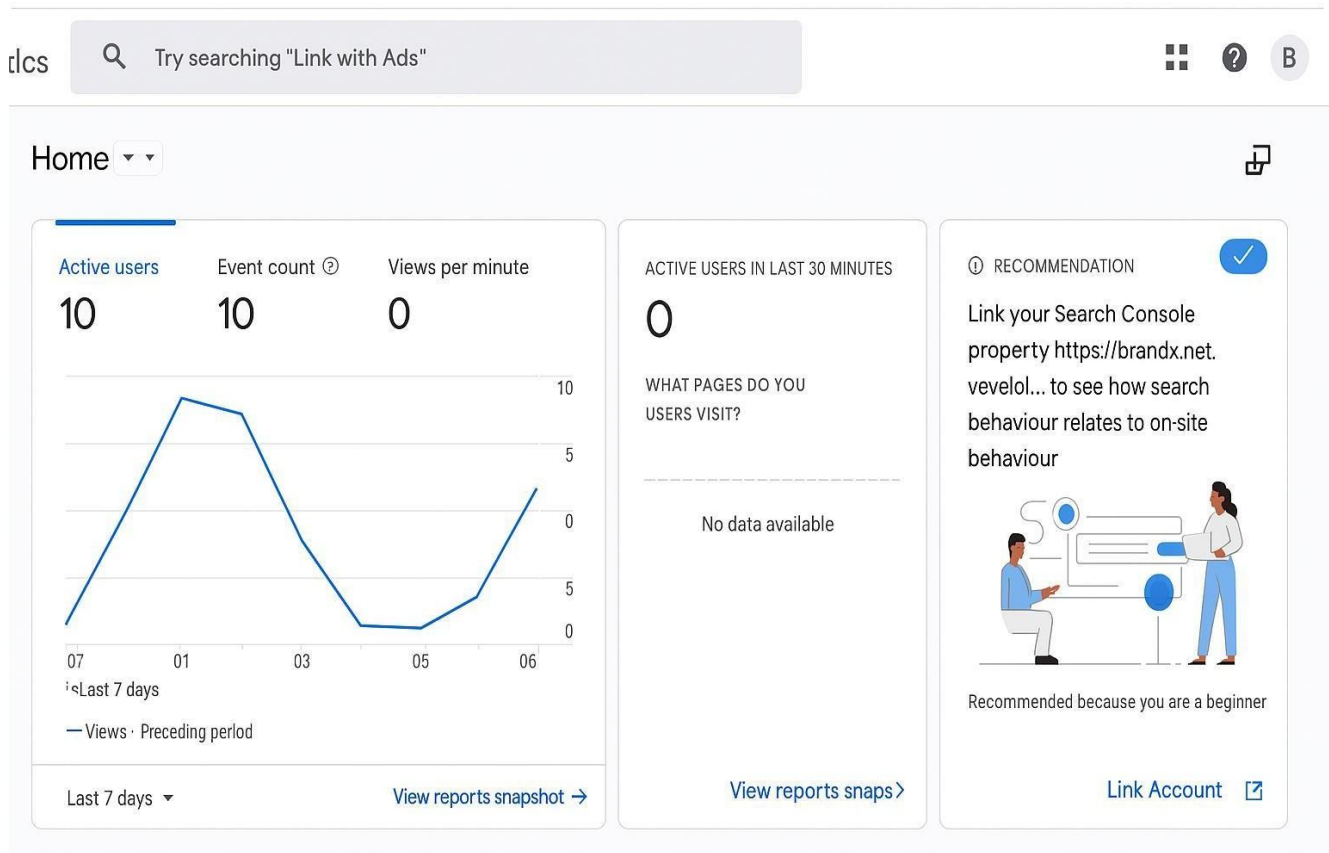 tlcs
Try searching "Link with Ads"
B
Home
Active users
10
Event count ?
10
Views per minute
0
10
5
0
5
0
07 01 03 05 06
Last 7 days
Views · Preceding period
Last 7 days
View reports snapshot →
ACTIVE USERS IN LAST 30 MINUTES
0
WHAT PAGES DO YOU
USERS VISIT?
No data available
View reports snaps>
RECOMMENDATION
Link your Search Console
property https://brandx.net.
vevelol... to see how search
behaviour relates to on-site
behaviour
Recommended because you are a beginner
Link Account